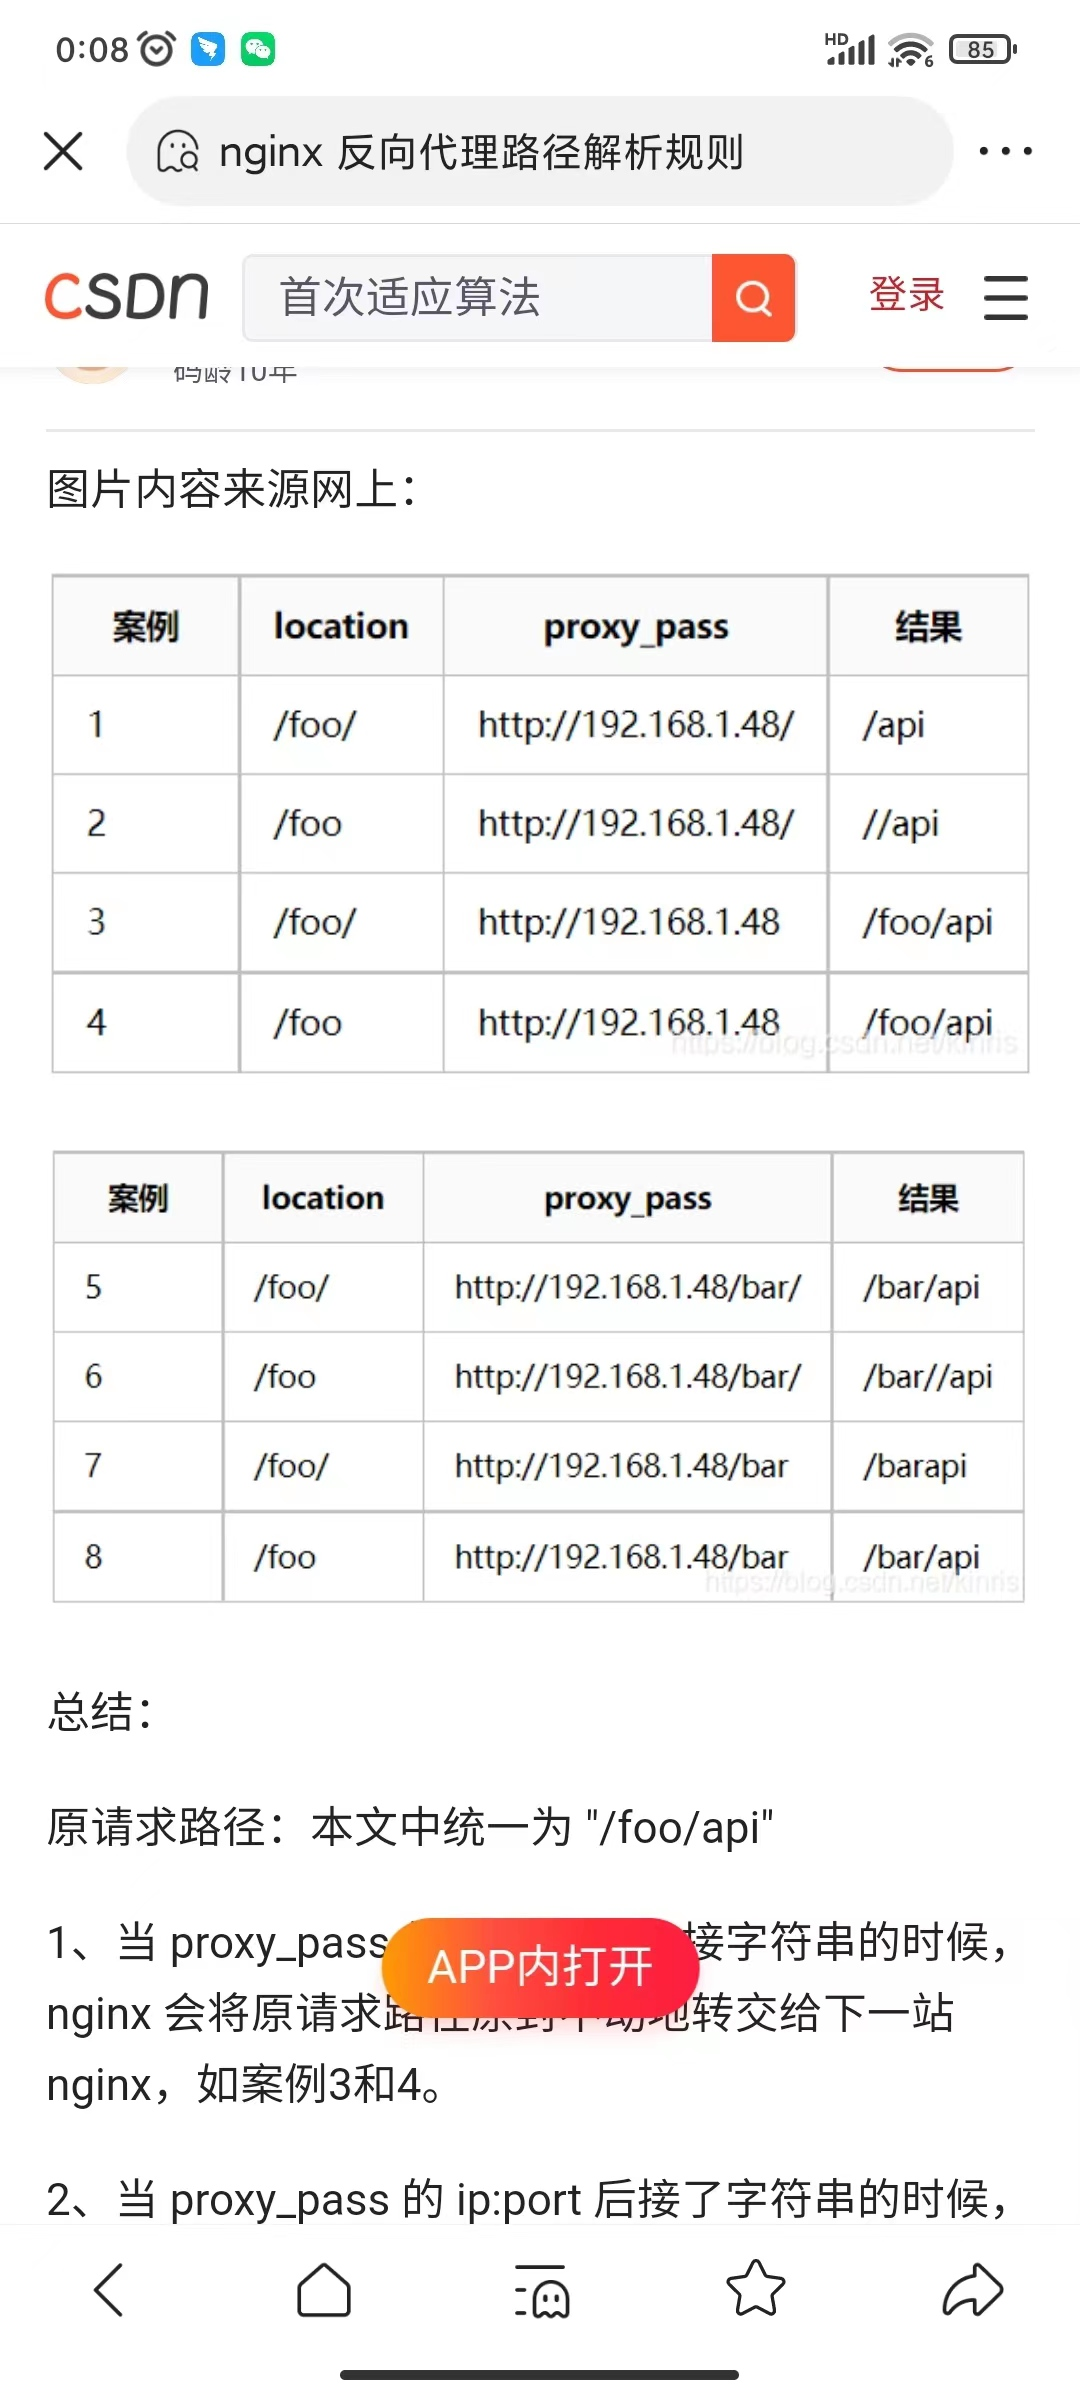 0:08 HD 6 85
nginx 反向代理路径解析规则
CSDN 首次适应算法 登录
码龄10年
图片内容来源网上：
案例 location proxy_pass 结果
1 /foo/ http://192.168.1.48/ /api
2 /foo http://192.168.1.48/ //api
3 /foo/ http://192.168.1.48 /foo/api
4 /foo http://192.168.1.48 /foo/api
https://blog.csdn.net/kinris
案例 location proxy_pass 结果
5 /foo/ http://192.168.1.48/bar/ /bar/api
6 /foo http://192.168.1.48/bar/ /bar//api
7 /foo/ http://192.168.1.48/bar /barapi
8 /foo http://192.168.1.48/bar /bar/api
https://blog.csdn.net/kinris
总结：
原请求路径：本文中统一为 "/foo/api"
1、当 proxy_pass 接字符串的时候，
APP内打开
nginx 会将原请求路径原封不动地转交给下一站
nginx，如案例3和4。
2、当 proxy_pass 的 ip:port 后接了字符串的时候，